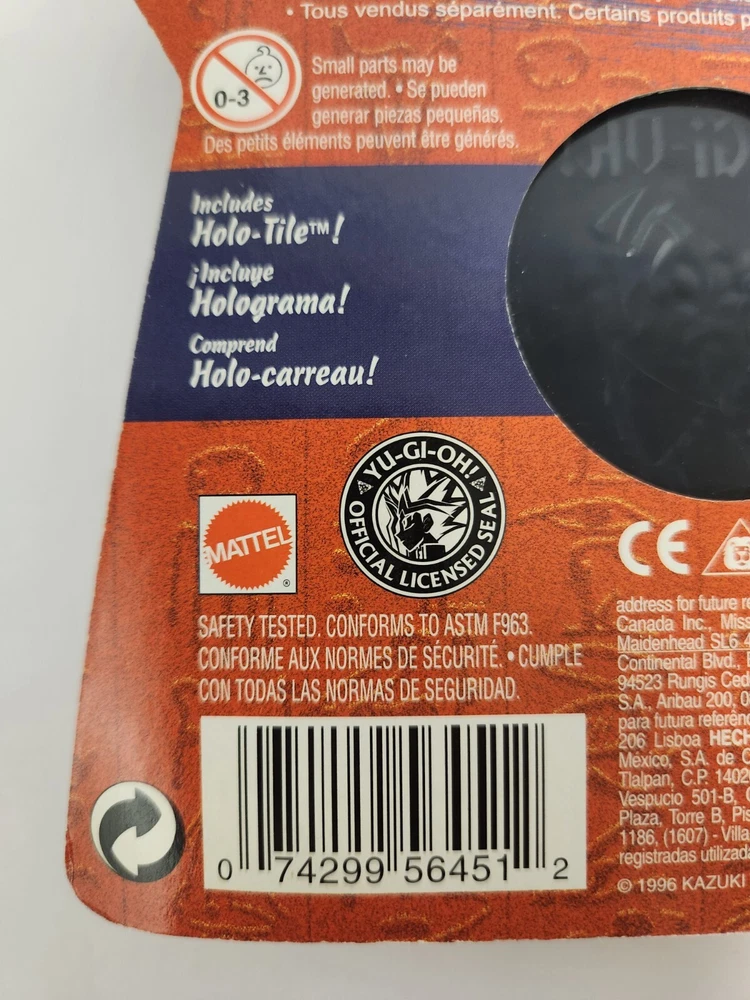 • Tous vendus séparément. Certains produits p
0-3
Small parts may be
generated. • Se pueden
generar piezas pequeñas.
Des petits éléments peuvent être générés.
Includes
Holo-Tile™!
¡Incluye
Holograma!
Comprend
Holo-carreau!
MATTEL
®
YU-GI-OH!
OFFICIAL LICENSED SEAL
CE
SAFETY TESTED. CONFORMS TO ASTM F963.
CONFORME AUX NORMES DE SÉCURITÉ. • CUMPLE
CON TODAS LAS NORMAS DE SEGURIDAD.
address for future re
Canada Inc., Miss
Maidenhead SL6 4
Continental Blvd.,
94523 Rungis Ced
S.A., Aribau 200, 0
para futura referênc
206 Lisboa HECH
México, S.A. de C
Tlalpan, C.P. 1402
Vespucio 501-B, C
Plaza, Torre B, Pis
1186, (1607) - Villa
registradas utilizada
© 1996 KAZUKI
0 74299 56451 2